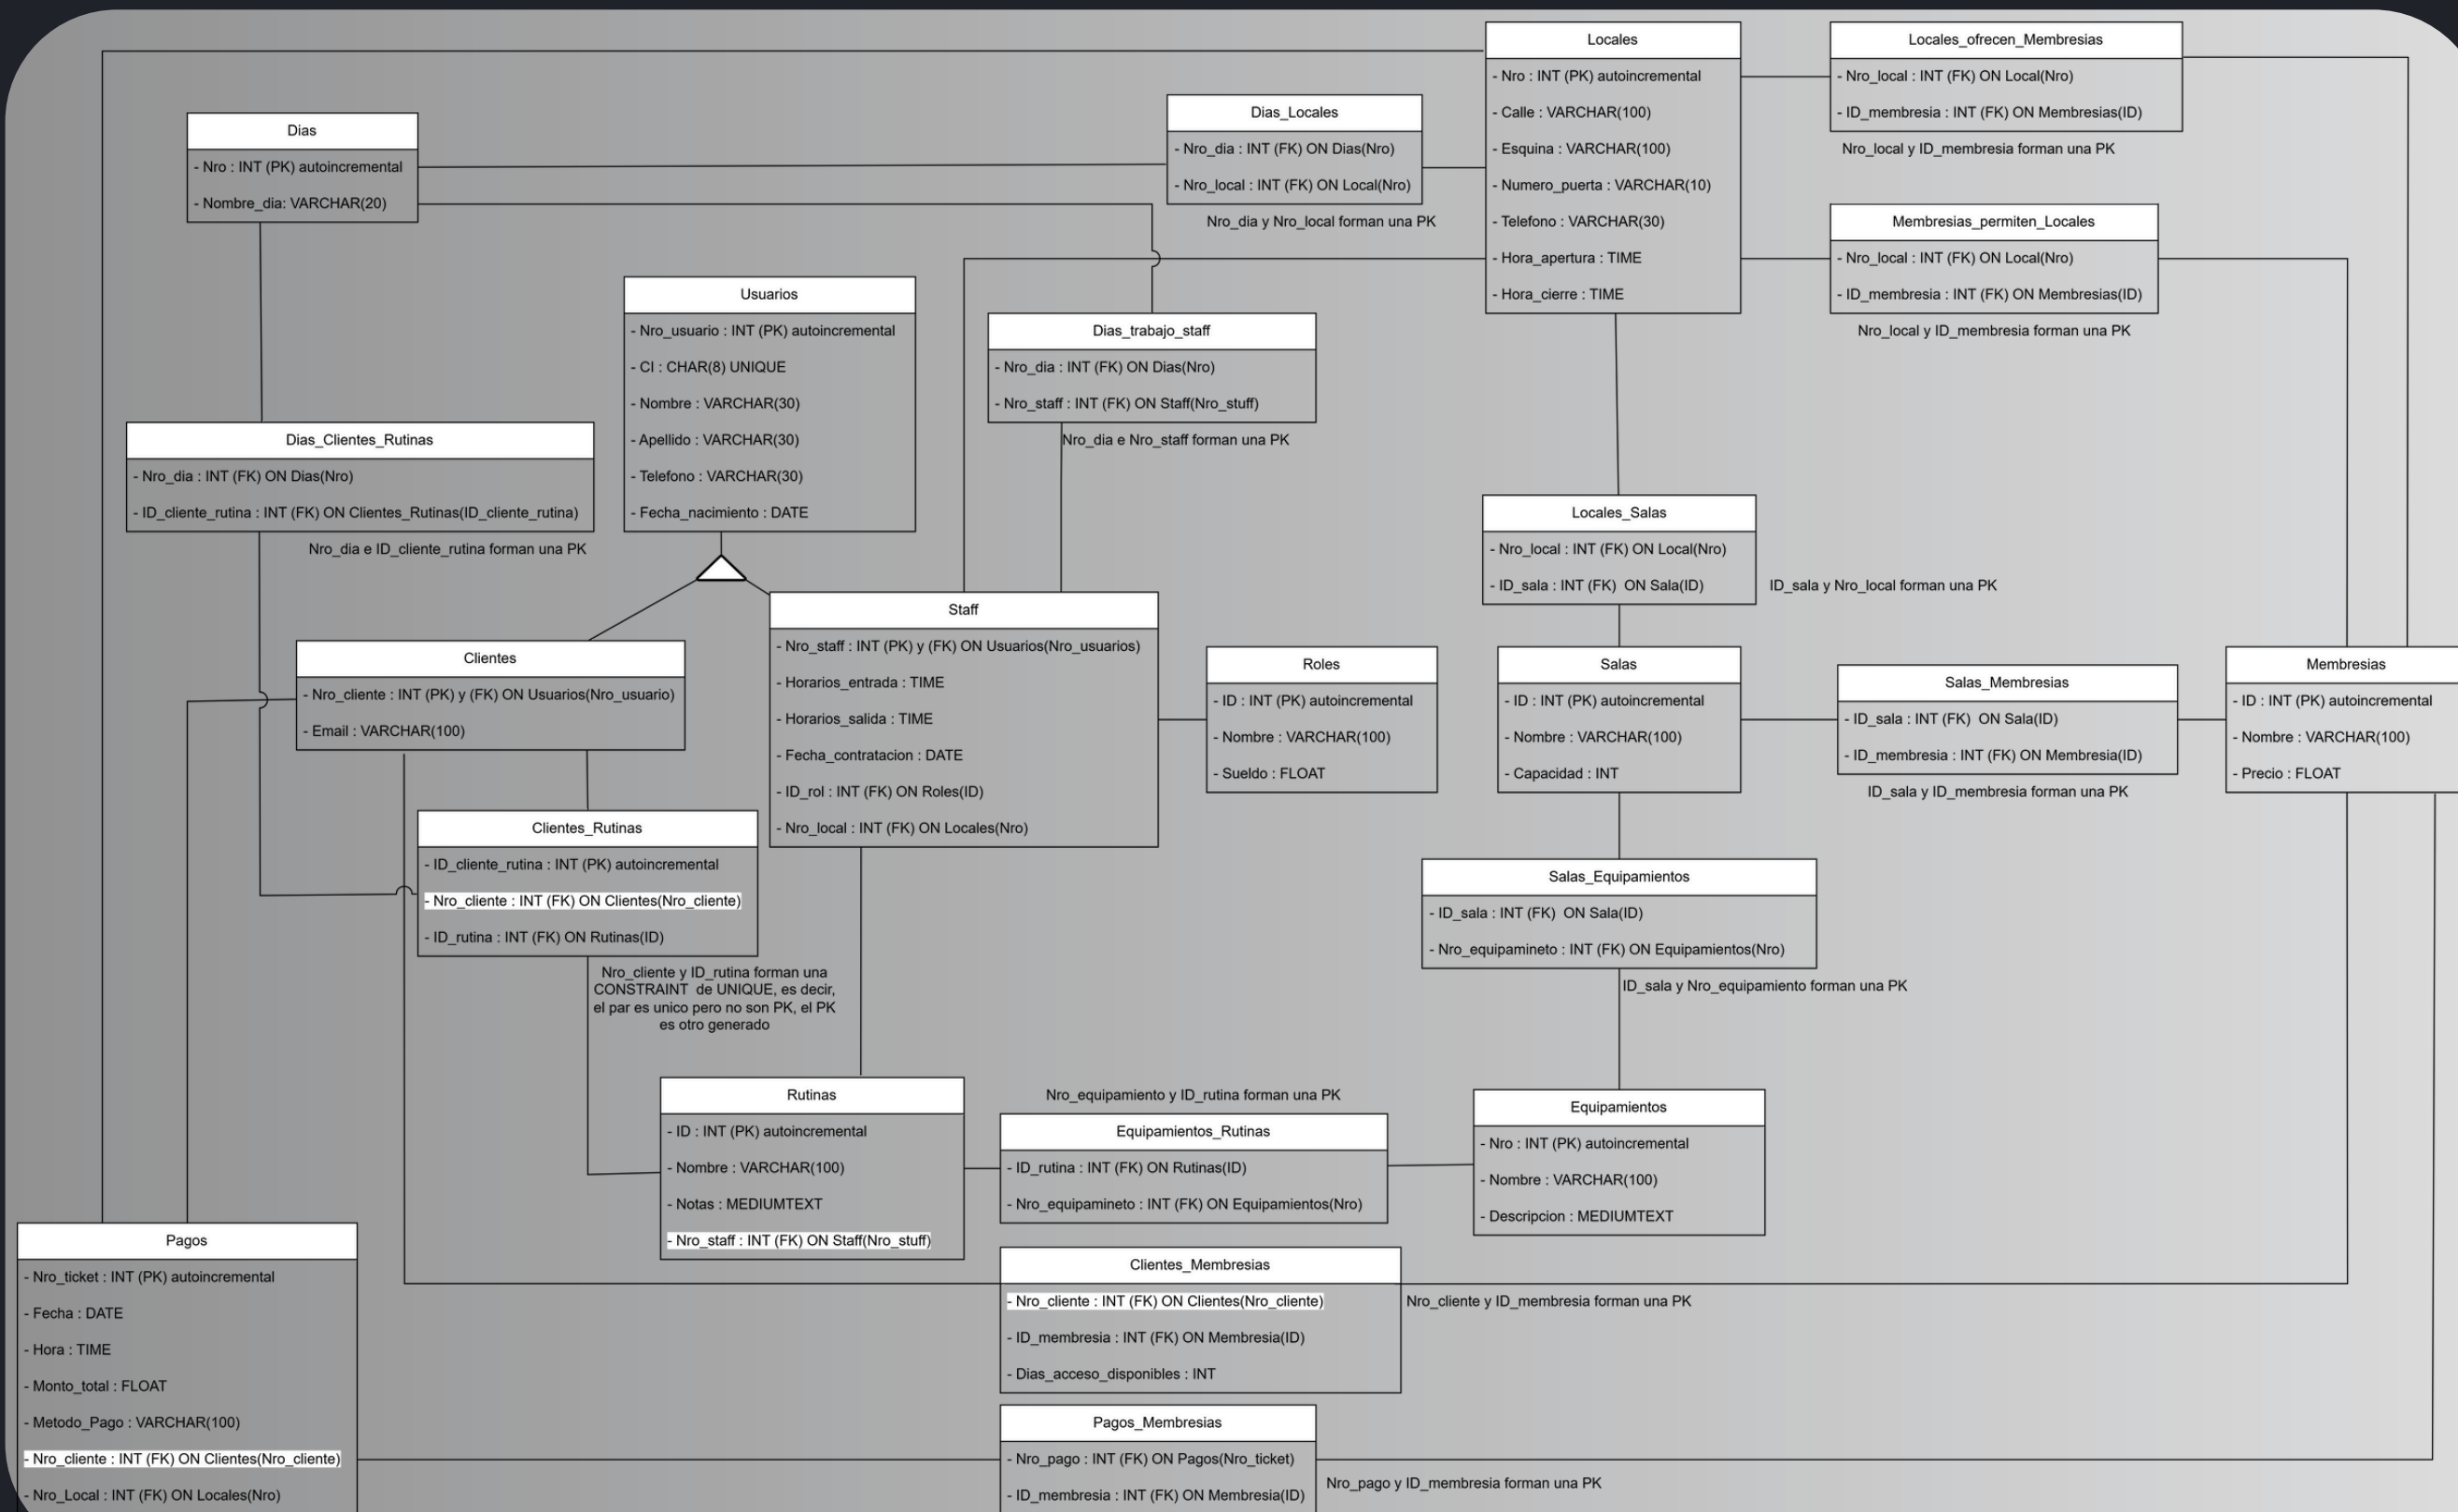 Locales
- Nro : INT (PK) autoincremental
- Calle : VARCHAR(100)
- Esquina : VARCHAR(100)
- Numero_puerta : VARCHAR(10)
- Telefono : VARCHAR(30)
- Hora_apertura : TIME
- Hora_cierre : TIME
Locales_ofrecen_Membresias
- Nro_local : INT (FK) ON Local(Nro)
- ID_membresia : INT (FK) ON Membresias(ID)
Nro_local y ID_membresia forman una PK
Dias
- Nro : INT (PK) autoincremental
- Nombre_dia: VARCHAR(20)
Dias_Locales
- Nro_dia : INT (FK) ON Dias(Nro)
- Nro_local : INT (FK) ON Local(Nro)
Nro_dia y Nro_local forman una PK
Membresias_permiten_Locales
- Nro_local : INT (FK) ON Local(Nro)
- ID_membresia : INT (FK) ON Membresias(ID)
Nro_local y ID_membresia forman una PK
Usuarios
- Nro_usuario : INT (PK) autoincremental
- CI : CHAR(8) UNIQUE
- Nombre : VARCHAR(30)
- Apellido : VARCHAR(30)
- Telefono : VARCHAR(30)
- Fecha_nacimiento : DATE
Dias_trabajo_staff
- Nro_dia : INT (FK) ON Dias(Nro)
- Nro_staff : INT (FK) ON Staff(Nro_stuff)
Nro_dia e Nro_staff forman una PK
Dias_Clientes_Rutinas
- Nro_dia : INT (FK) ON Dias(Nro)
- ID_cliente_rutina : INT (FK) ON Clientes_Rutinas(ID_cliente_rutina)
Nro_dia e ID_cliente_rutina forman una PK
Locales_Salas
- Nro_local : INT (FK) ON Local(Nro)
- ID_sala : INT (FK) ON Sala(ID)
ID_sala y Nro_local forman una PK
Clientes
- Nro_cliente : INT (PK) y (FK) ON Usuarios(Nro_usuario)
- Email : VARCHAR(100)
Staff
- Nro_staff : INT (PK) y (FK) ON Usuarios(Nro_usuarios)
- Horarios_entrada : TIME
- Horarios_salida : TIME
- Fecha_contratacion : DATE
- ID_rol : INT (FK) ON Roles(ID)
- Nro_local : INT (FK) ON Locales(Nro)
Roles
- ID : INT (PK) autoincremental
- Nombre : VARCHAR(100)
- Sueldo : FLOAT
Salas
- ID : INT (PK) autoincremental
- Nombre : VARCHAR(100)
- Capacidad : INT
Salas_Membresias
- ID_sala : INT (FK) ON Sala(ID)
- ID_membresia : INT (FK) ON Membresia(ID)
ID_sala y ID_membresia forman una PK
Membresias
- ID : INT (PK) autoincremental
- Nombre : VARCHAR(100)
- Precio : FLOAT
Clientes_Rutinas
- ID_cliente_rutina : INT (PK) autoincremental
- Nro_cliente : INT (FK) ON Clientes(Nro_cliente)
- ID_rutina : INT (FK) ON Rutinas(ID)
Nro_cliente y ID_rutina forman una
CONSTRAINT de UNIQUE, es decir,
el par es unico pero no son PK, el PK
es otro generado
Salas_Equipamientos
- ID_sala : INT (FK) ON Sala(ID)
- Nro_equipamineto : INT (FK) ON Equipamientos(Nro)
ID_sala y Nro_equipamiento forman una PK
Rutinas
- ID : INT (PK) autoincremental
- Nombre : VARCHAR(100)
- Notas : MEDIUMTEXT
- Nro_staff : INT (FK) ON Staff(Nro_stuff)
Nro_equipamiento y ID_rutina forman una PK
Equipamientos_Rutinas
- ID_rutina : INT (FK) ON Rutinas(ID)
- Nro_equipamineto : INT (FK) ON Equipamientos(Nro)
Equipamientos
- Nro : INT (PK) autoincremental
- Nombre : VARCHAR(100)
- Descripcion : MEDIUMTEXT
Pagos
- Nro_ticket : INT (PK) autoincremental
- Fecha : DATE
- Hora : TIME
- Monto_total : FLOAT
- Metodo_Pago : VARCHAR(100)
- Nro_cliente : INT (FK) ON Clientes(Nro_cliente)
- Nro_Local : INT (FK) ON Locales(Nro)
Clientes_Membresias
- Nro_cliente : INT (FK) ON Clientes(Nro_cliente)
- ID_membresia : INT (FK) ON Membresia(ID)
- Dias_acceso_disponibles : INT
Nro_cliente y ID_membresia forman una PK
Pagos_Membresias
- Nro_pago : INT (FK) ON Pagos(Nro_ticket)
- ID_membresia : INT (FK) ON Membresia(ID)
Nro_pago y ID_membresia forman una PK